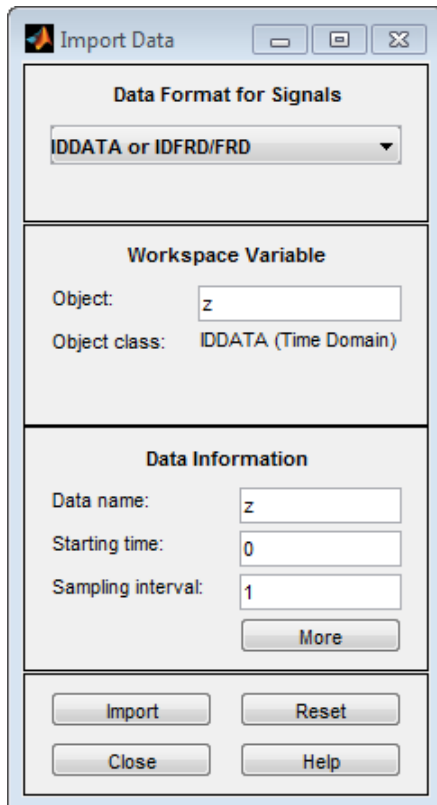 Import Data
Data Format for Signals
IDDATA or IDFRD/FRD
Workspace Variable
Object: z
Object class: IDDATA (Time Domain)
Data Information
Data name: z
Starting time: 0
Sampling interval: 1
More
Import Reset
Close Help